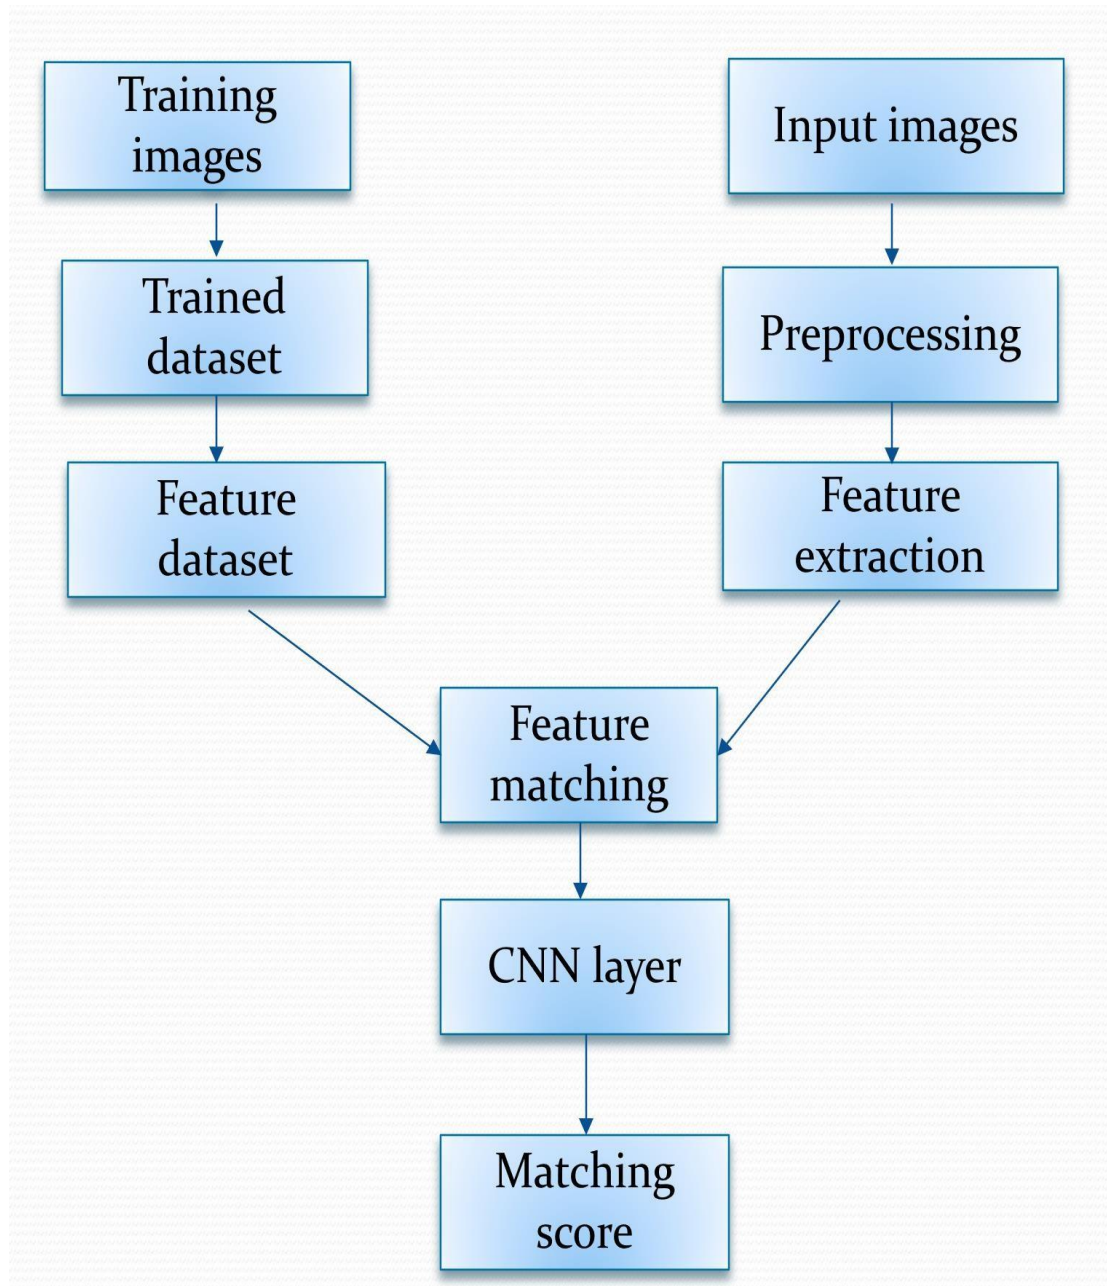 Training
images
Input images
Trained
dataset
Preprocessing
Feature
dataset
Feature
extraction
Feature
matching
CNN layer
Matching
score